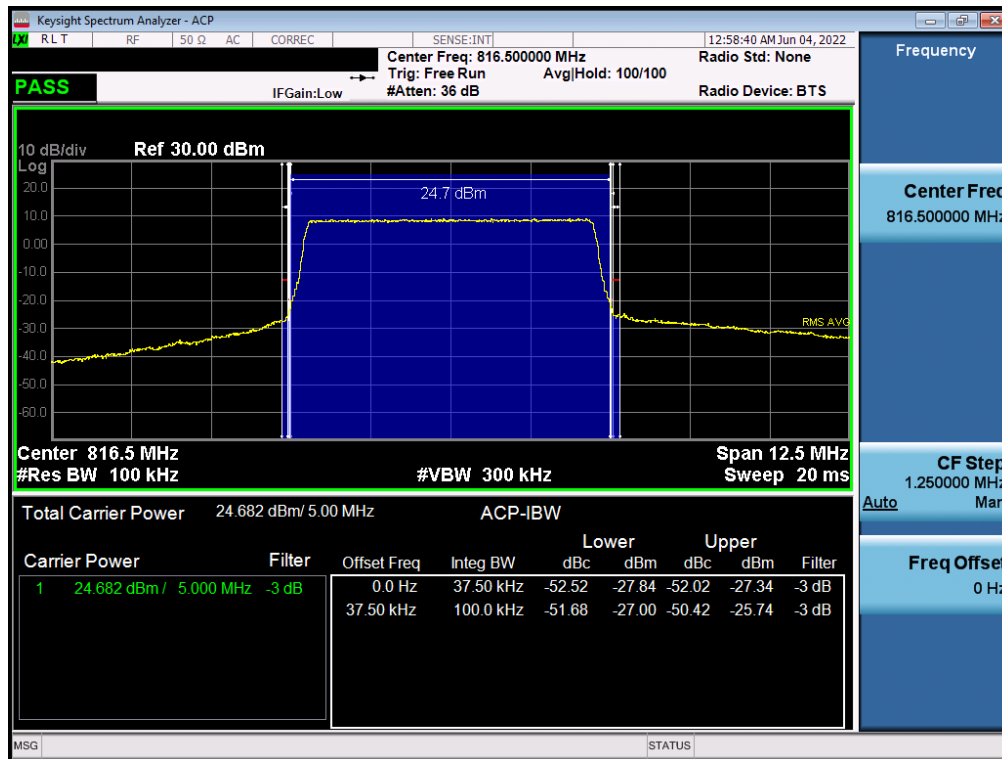 Keysight Spectrum Analyzer - ACP
LXI RLT RF 50 Ω AC CORREC SENSE:INT 12:58:40 AM Jun 04, 2022
Center Freq: 816.500000 MHz Radio Std: None
Trig: Free Run Avg|Hold: 100/100
PASS IFGain:Low #Atten: 36 dB Radio Device: BTS
Frequency
10 dB/div Ref 30.00 dBm
Log
20.0
10.0
0.00
-10.0
-20.0
-30.0
-40.0
-50.0
-60.0
24.7 dBm
RMS AVG
Center 816.5 MHz Span 12.5 MHz
#Res BW 100 kHz #VBW 300 kHz Sweep 20 ms
Center Freq
816.500000 MHz
CF Step
1.250000 MHz
Auto Man
Freq Offset
0 Hz
Total Carrier Power 24.682 dBm/ 5.00 MHz ACP-IBW
Lower Upper
Carrier Power Filter Offset Freq Integ BW dBc dBm dBc dBm Filter
1 24.682 dBm / 5.000 MHz -3 dB 0.0 Hz 37.50 kHz -52.52 -27.84 -52.02 -27.34 -3 dB
37.50 kHz 100.0 kHz -51.68 -27.00 -50.42 -25.74 -3 dB
MSG STATUS